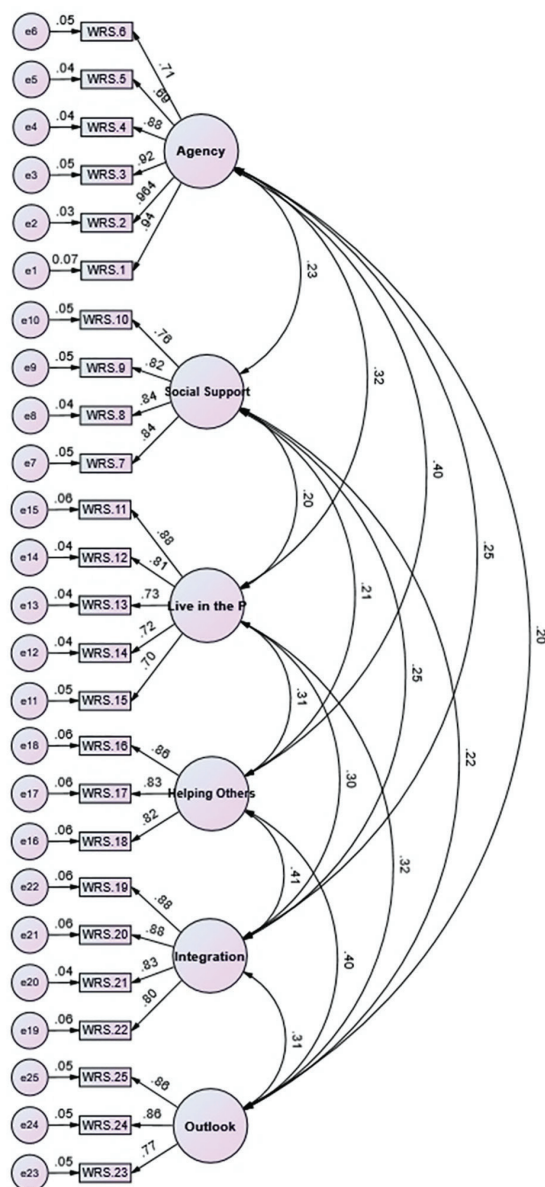 e6 .05 WRS.6 .71
e5 .04 WRS.5 .69
e4 .04 WRS.4 .88
Agency
e3 .05 WRS.3 .92
e2 .03 WRS.2 .964
e1 0.07 WRS.1 .94
.23
e10 .05 WRS.10 .76
e9 .05 WRS.9 .82
.32
Social Support
e8 .04 WRS.8 .84
e7 .05 WRS.7 .84
.40
.20
e15 .06 WRS.11 .88
e14 .04 WRS.12 .81
.25
.21
e13 .04 WRS.13 .73
Live in the P
.20
e12 .04 WRS.14 .72
.25
e11 .05 WRS.15 .70
.31
e18 .06 WRS.16 .86
.22
.30
e17 .06 WRS.17 .83
Helping Others
e16 .06 WRS.18 .82
.32
.41
e22 .06 WRS.19 .88
e21 .06 WRS.20 .88
Integration
.40
e20 .04 WRS.21 .83
e19 .06 WRS.22 .80
.31
e25 .05 WRS.25 .86
e24 .05 WRS.24 .86
Outlook
e23 .05 WRS.23 .77